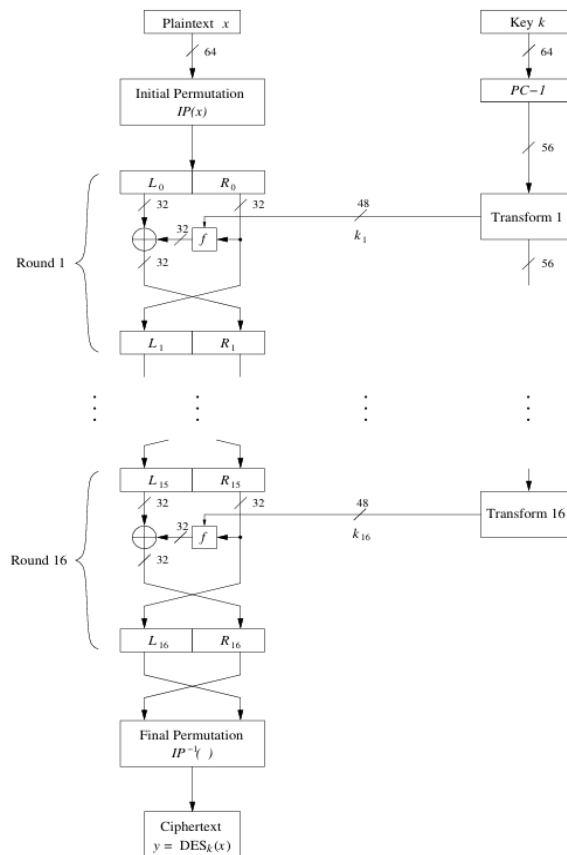 Plaintext x
Key k
64
64
Initial Permutation
IP(x)
PC−1
56
L0
R0
32
32
48
Transform 1
32
f
k1
32
56
Round 1
L1
R1
L15
R15
32
32
48
Transform 16
32
f
k16
32
Round 16
L16
R16
Final Permutation
IP−1( )
Ciphertext
y = DESk(x)